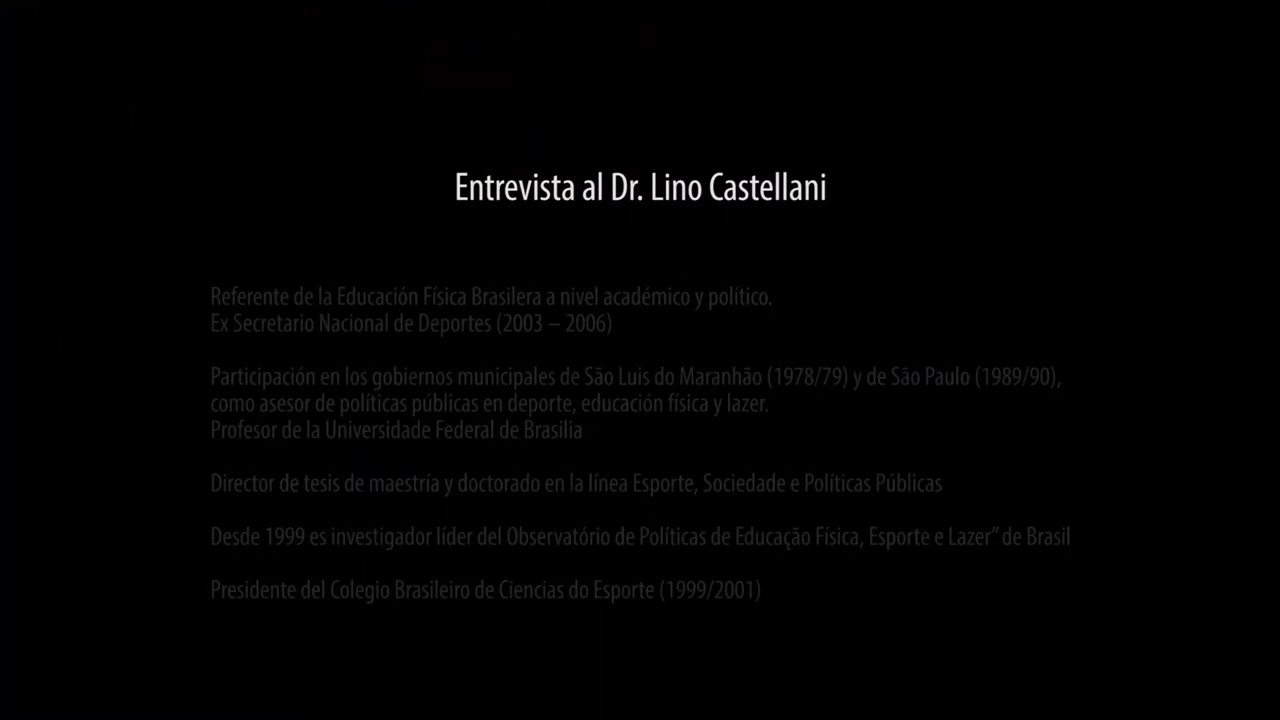 Entrevista al Dr. Lino Castellani
Referente de la Educación Física Brasilera a nivel académico y político.
Ex Secretario Nacional de Deportes (2003 – 2006)
Participación en los gobiernos municipales de São Luis do Maranhão (1978/79) y de São Paulo (1989/90),
como asesor de políticas públicas en deporte, educación física y lazer.
Profesor de la Universidade Federal de Brasilia
Director de tesis de maestría y doctorado en la línea Esporte, Sociedade e Políticas Públicas
Desde 1999 es investigador líder del Observatório de Políticas de Educação Física, Esporte e Lazer” de Brasil
Presidente del Colegio Brasileiro de Ciencias do Esporte (1999/2001)